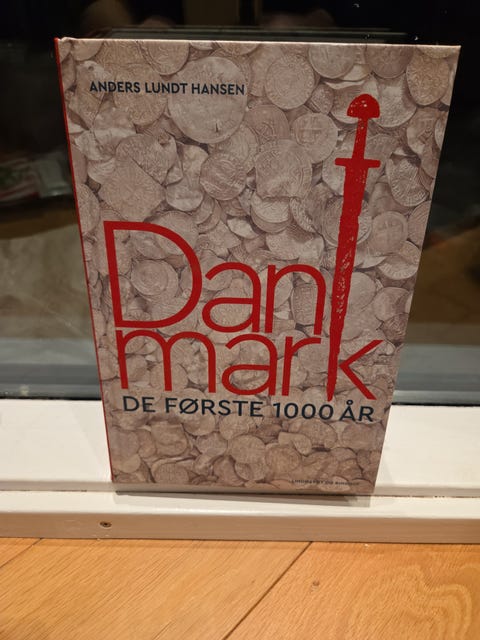 ANDERS LUNDT HANSEN
Dan
mark
DE FØRSTE 1000 ÅR